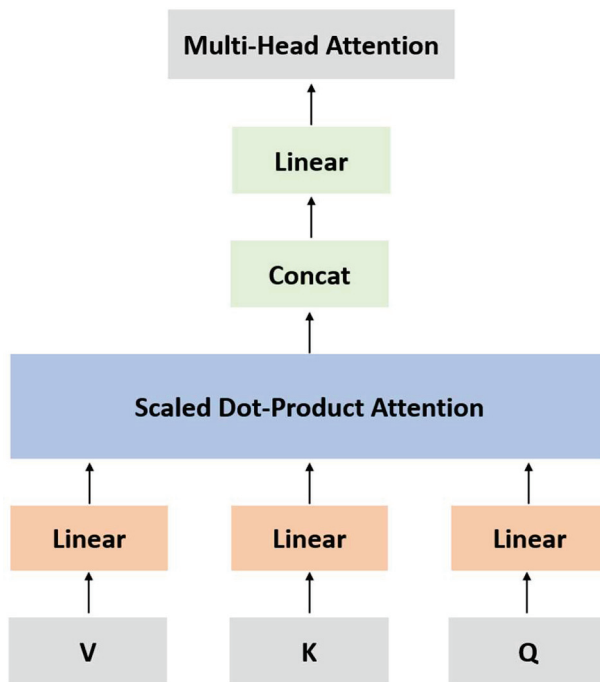 Multi-Head Attention
Linear
Concat
Scaled Dot-Product Attention
Linear
Linear
Linear
V
K
Q